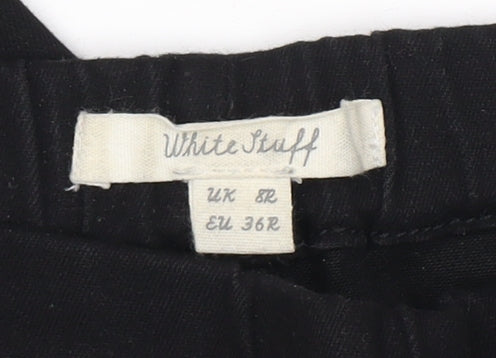 White Stuff
UK 8R
EU 36R